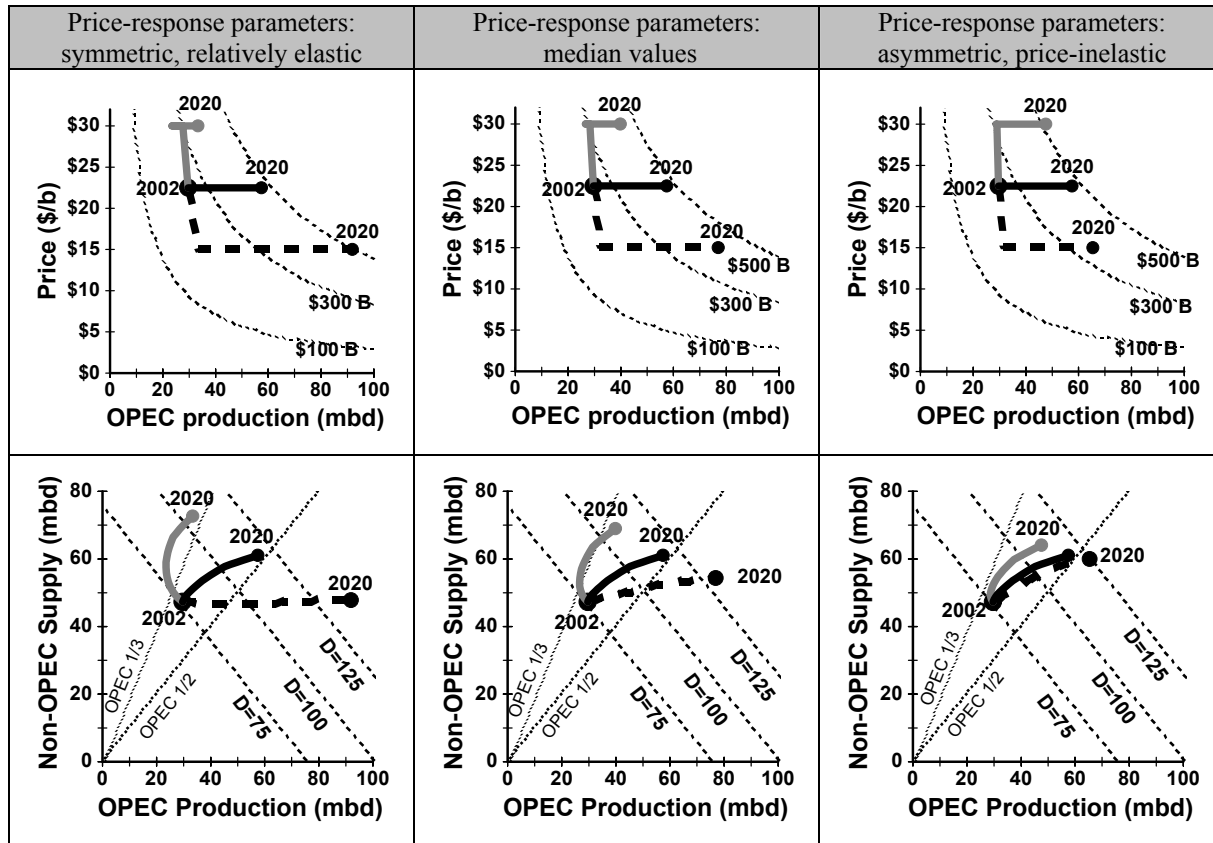 Price-response parameters:
symmetric, relatively elastic
Price-response parameters:
median values
Price-response parameters:
asymmetric, price-inelastic
Price ($/b)
$30
$25
$20
$15
$10
$5
$0
2020
2020
2002
2020
$300 B
$100 B
0 20 40 60 80 100
OPEC production (mbd)
Price ($/b)
$30
$25
$20
$15
$10
$5
$0
2020
2020
2002
2020
$500 B
$300 B
$100 B
0 20 40 60 80 100
OPEC production (mbd)
Price ($/b)
$30
$25
$20
$15
$10
$5
$0
2020
2020
2002
2020
$500 B
$300 B
$100 B
0 20 40 60 80 100
OPEC production (mbd)
Non-OPEC Supply (mbd)
80
60
40
20
0
2020
2020
2020
2002
OPEC 1/3
OPEC 1/2
D=75
D=100
D=125
0 20 40 60 80 100
OPEC Production (mbd)
Non-OPEC Supply (mbd)
80
60
40
20
0
2020
2020
2020
2002
OPEC 1/3
OPEC 1/2
D=75
D=100
D=125
0 20 40 60 80 100
OPEC Production (mbd)
Non-OPEC Supply (mbd)
80
60
40
20
0
2020
2020
2020
2002
OPEC 1/3
OPEC 1/2
D=75
D=100
D=125
0 20 40 60 80 100
OPEC Production (mbd)